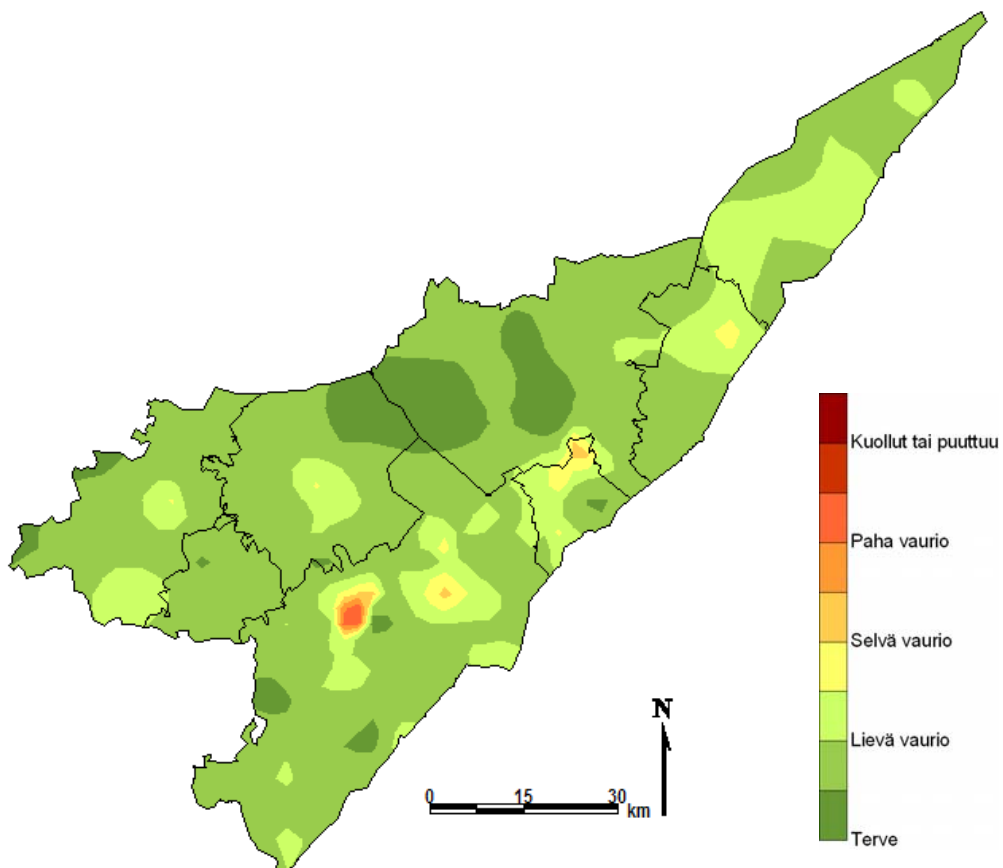 Kuollut tai puuttuu
Paha vaurio
Selvä vaurio
Lievä vaurio
Terve
N
0 15 30
km